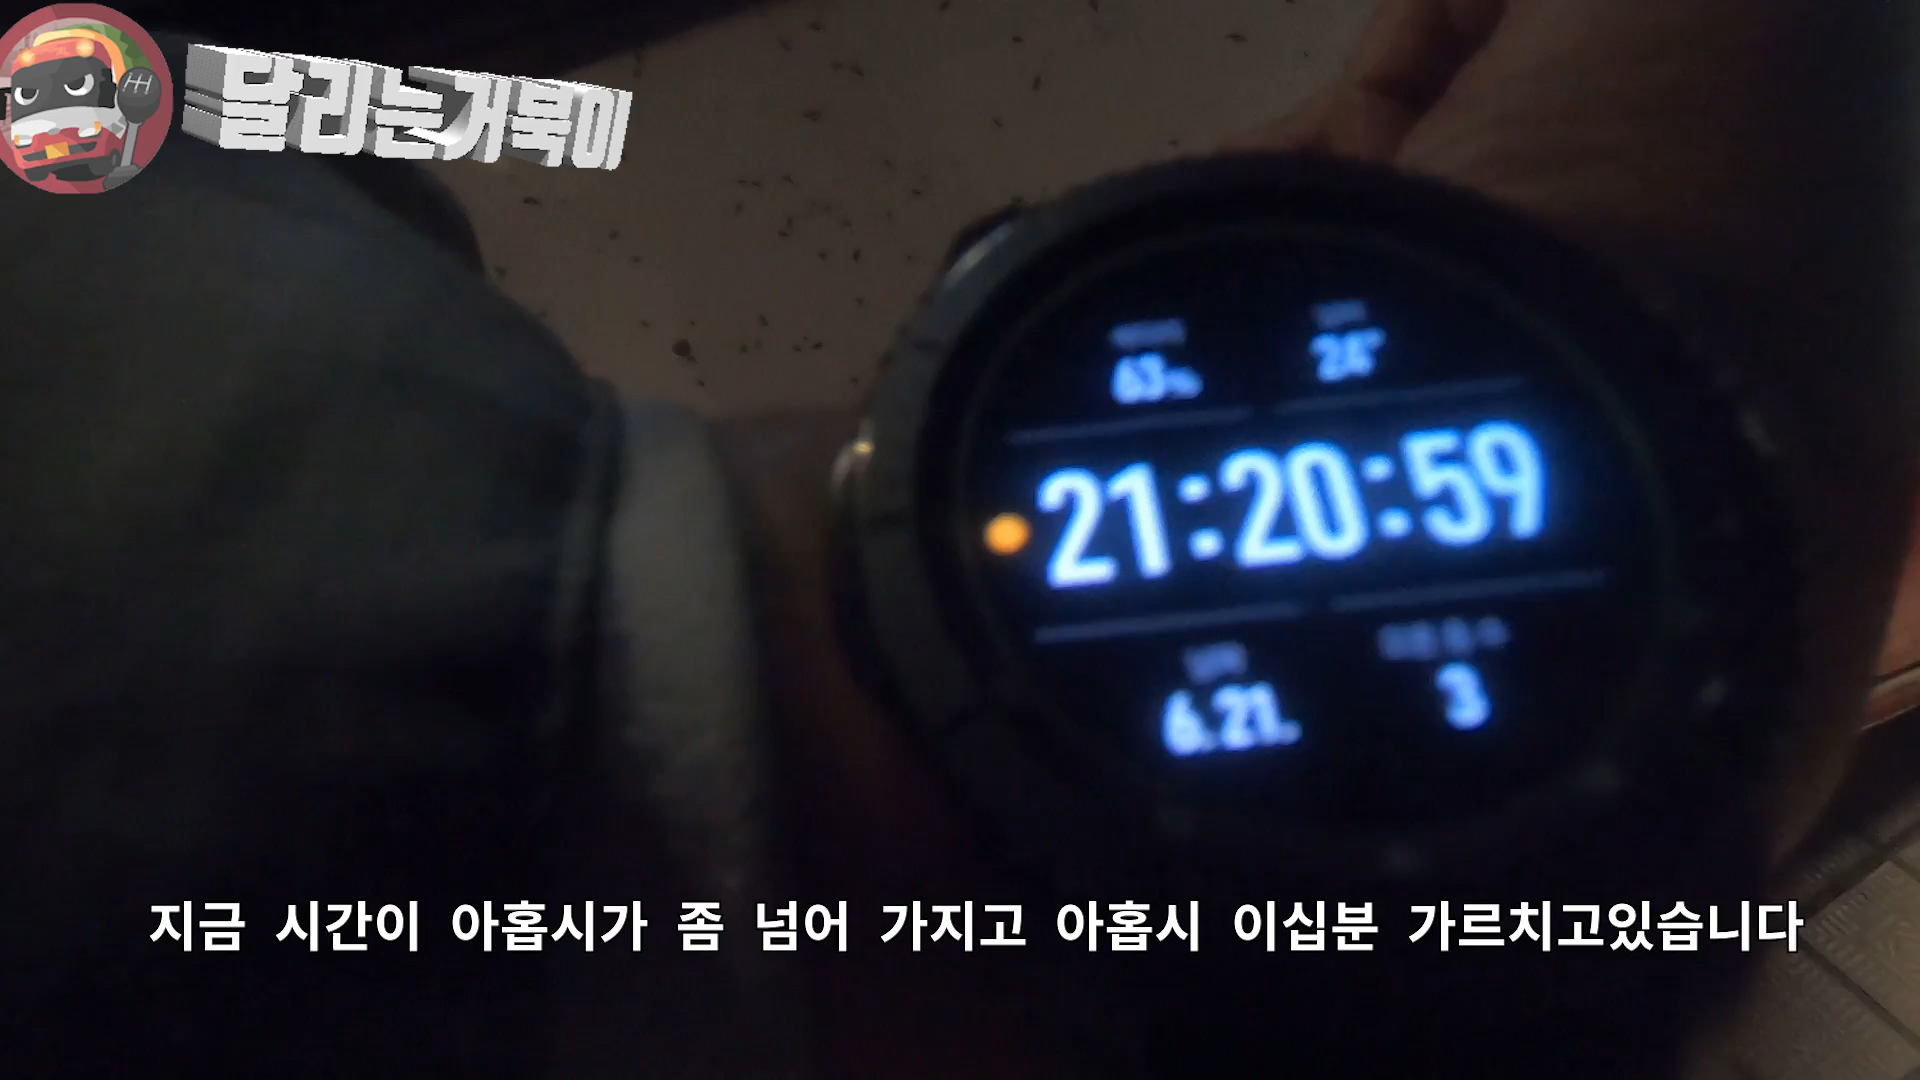 달리는거북이
63%
24°
21:20:59
6.21.
3
지금 시간이 아홉시가 좀 넘어 가지고 아홉시 이십분 가르치고있습니다